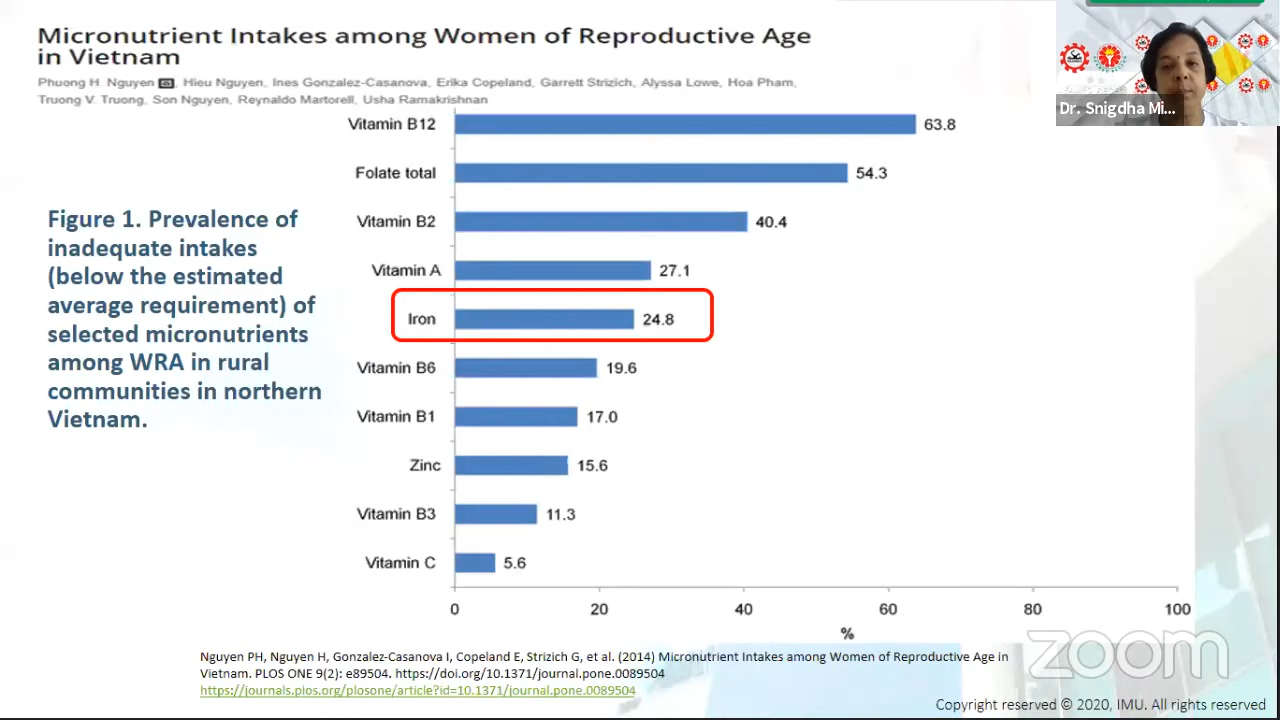 Micronutrient Intakes among Women of Reproductive Age
in Vietnam
Phuong H Nguyen, Hieu Nguyen, Ines Gonzalez-Casanova, Erika Copeland, Garrett Strizich, Alyssa Lowe, Hoa Pham,
Truong V. Truong, Son Nguyen, Reynaldo Martorell, Usha Ramakrishnan
Dr. Snigdha Mi...
Figure 1. Prevalence of
inadequate intakes
(below the estimated
average requirement) of
selected micronutrients
among WRA in rural
communities in northern
Vietnam.
Vitamin B12 63.8
Folate total 54.3
Vitamin B2 40.4
Vitamin A 27.1
Iron 24.8
Vitamin B6 19.6
Vitamin B1 17.0
Zinc 15.6
Vitamin B3 11.3
Vitamin C 5.6
0 20 40 60 80 100
%
Nguyen PH, Nguyen H, Gonzalez-Casanova I, Copeland E, Strizich G, et al. (2014) Micronutrient Intakes among Women of Reproductive Age in
Vietnam. PLOS ONE 9(2): e89504. https://doi.org/10.1371/journal.pone.0089504
https://journals.plos.org/plosone/article?id=10.1371/journal.pone.0089504
zoom
Copyright reserved © 2020, IMU. All rights reserved